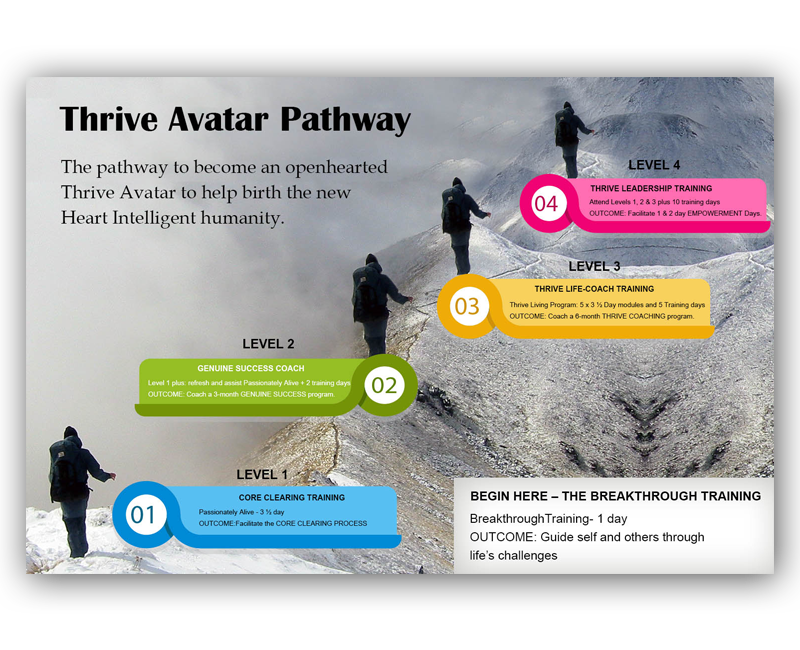 Thrive Avatar Pathway
The pathway to become an openhearted
Thrive Avatar to help birth the new
Heart Intelligent humanity.
LEVEL 4
04
THRIVE LEADERSHIP TRAINING
Attend Levels 1, 2 & 3 plus 10 training days
OUTCOME: Facilitate 1 & 2 day EMPOWERMENT Days.
LEVEL 3
03
THRIVE LIFE-COACH TRAINING
Thrive Living Program: 5 x 3 ½ Day modules and 5 Training days
OUTCOME: Coach a 6-month THRIVE COACHING program.
LEVEL 2
GENUINE SUCCESS COACH
Level 1 plus: refresh and assist Passionately Alive + 2 training days
OUTCOME: Coach a 3-month GENUINE SUCCESS program.
02
LEVEL 1
01
CORE CLEARING TRAINING
Passionately Alive - 3 ½ day
OUTCOME:Facilitate the CORE CLEARING PROCESS
BEGIN HERE – THE BREAKTHROUGH TRAINING
BreakthroughTraining- 1 day
OUTCOME: Guide self and others through
life’s challenges